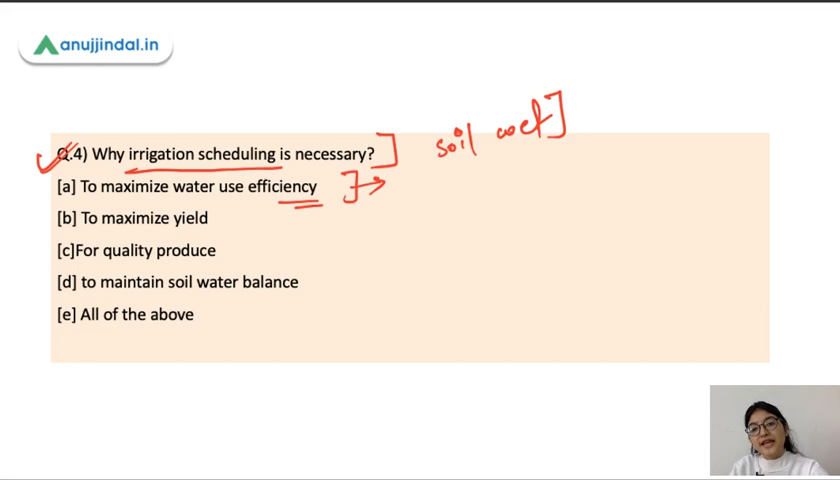 anujjindal.in
soil wet
Q.4) Why irrigation scheduling is necessary?
[a] To maximize water use efficiency
[b] To maximize yield
[c]For quality produce
[d] to maintain soil water balance
[e] All of the above